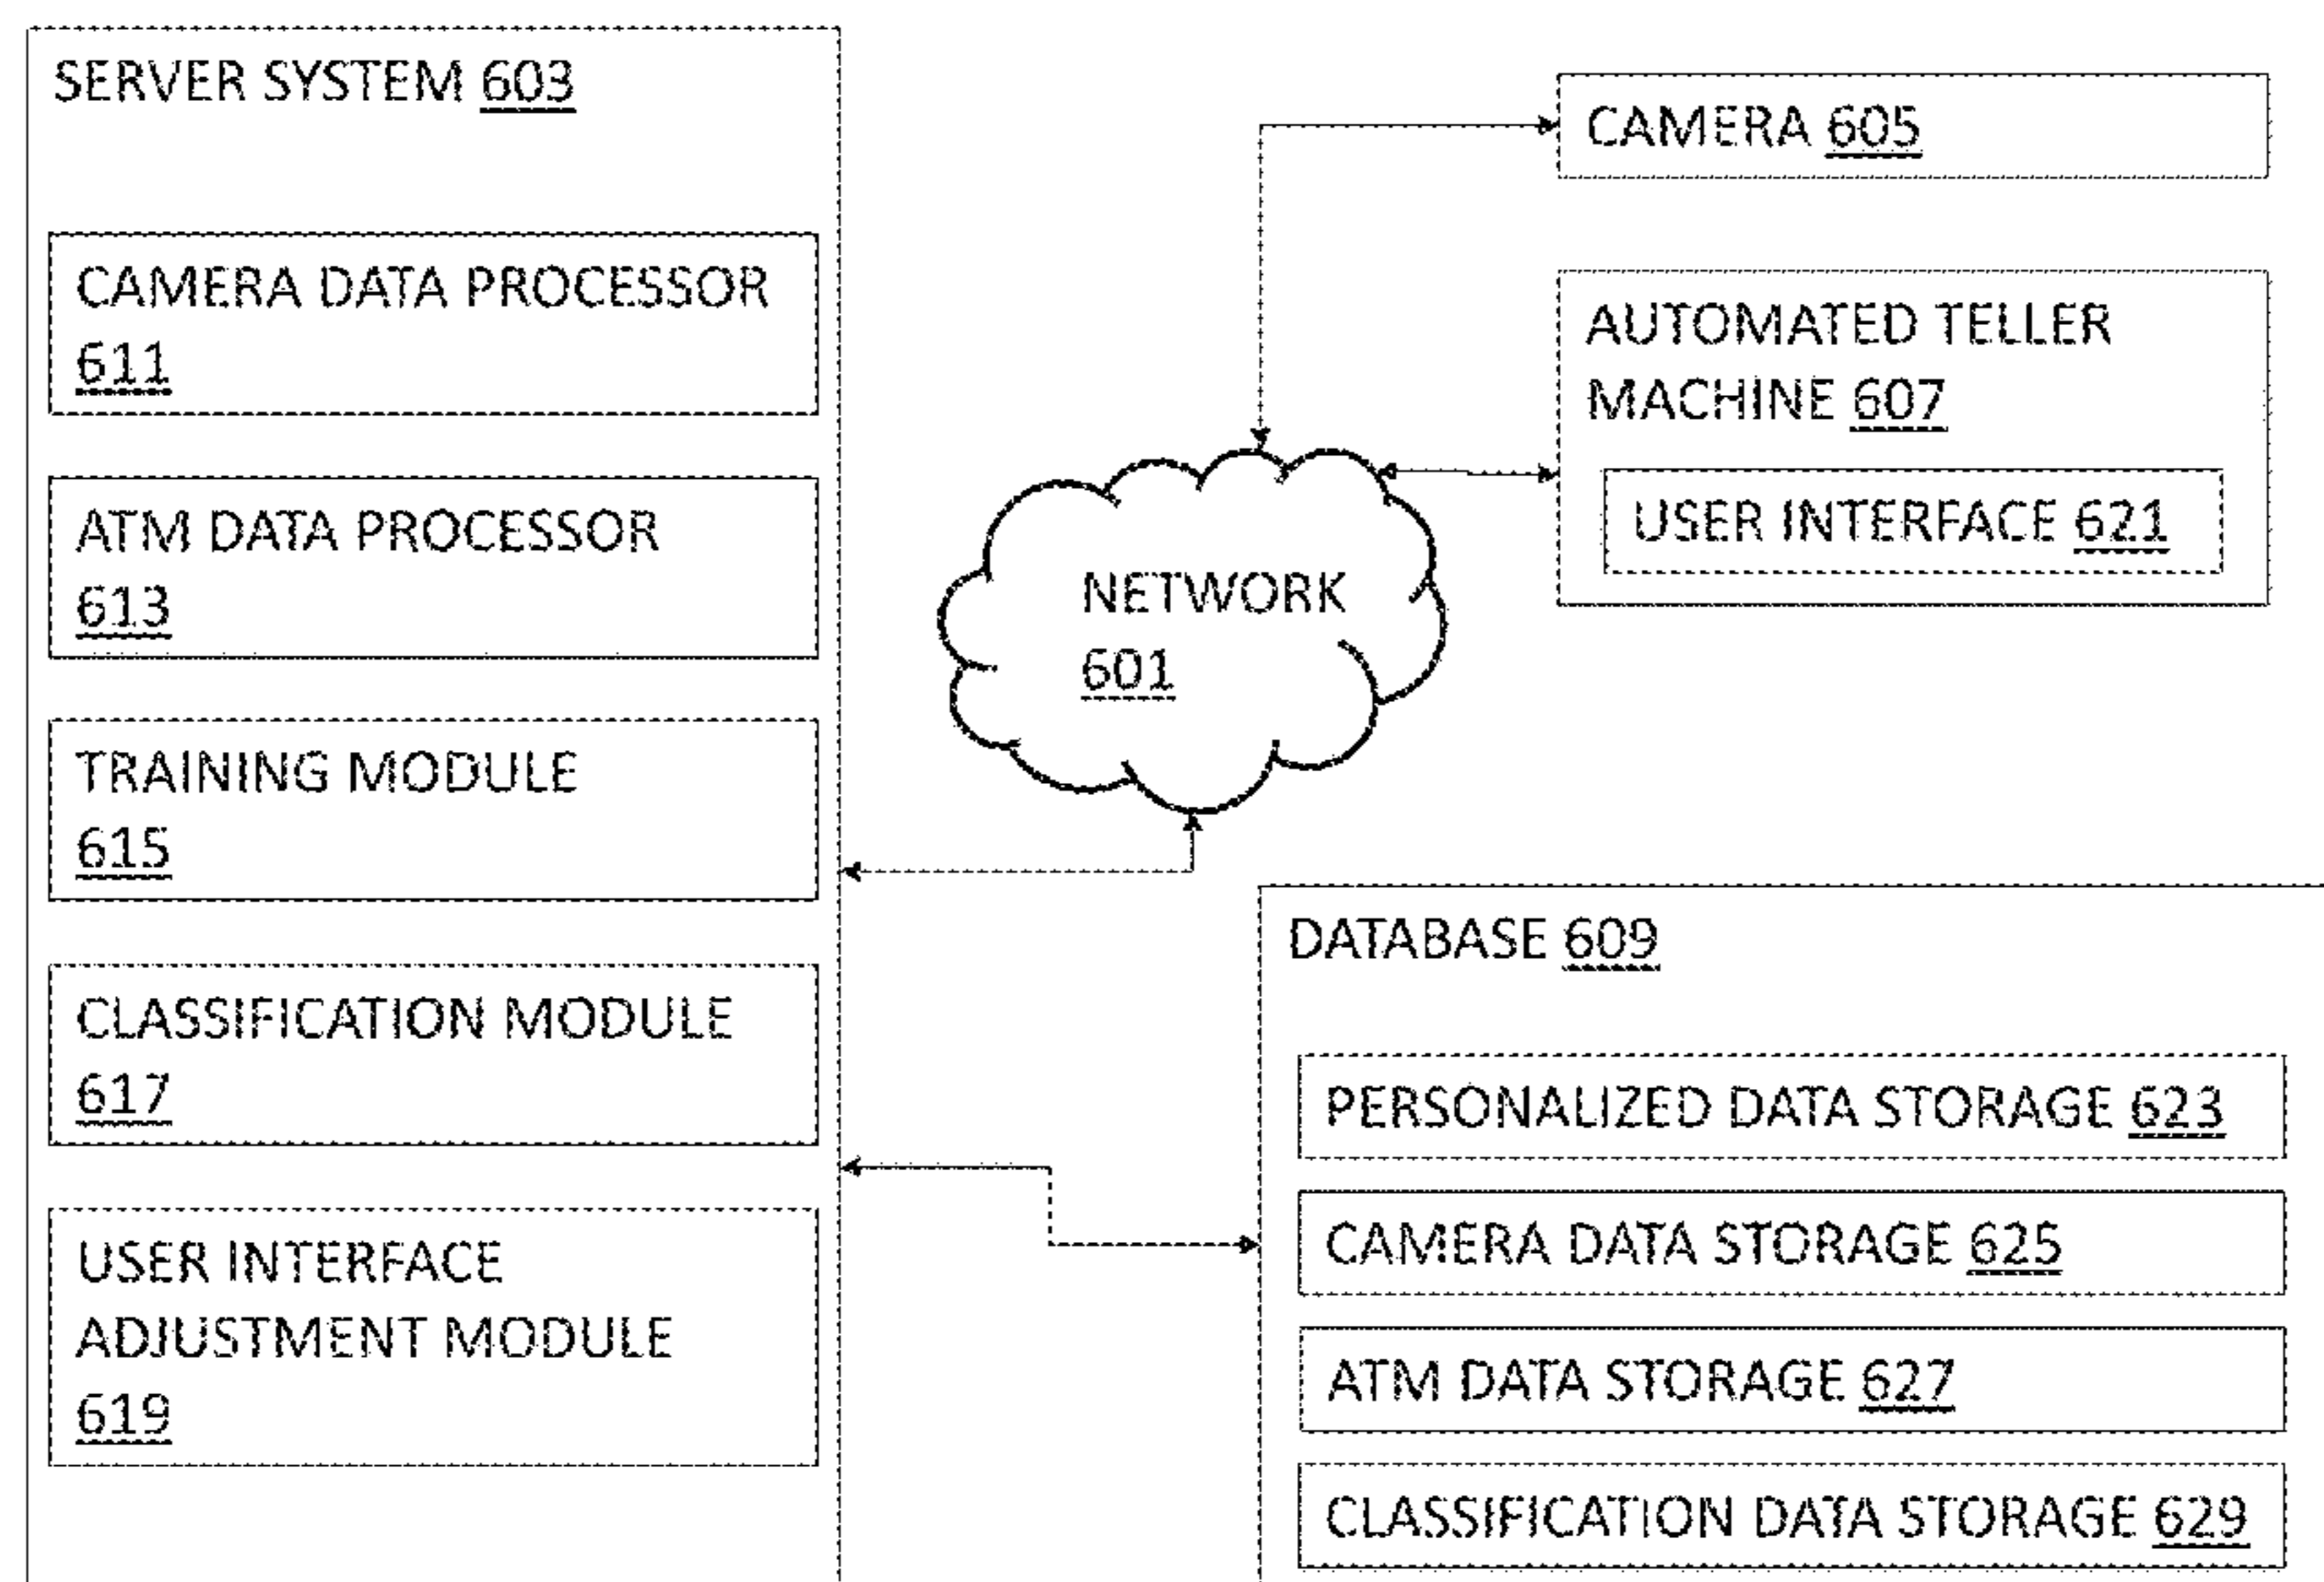 SERVER SYSTEM 603
CAMERA DATA PROCESSOR
611
ATM DATA PROCESSOR
613
TRAINING MODULE
615
CLASSIFICATION MODULE
617
USER INTERFACE
ADJUSTMENT MODULE
619
NETWORK
601
CAMERA 605
AUTOMATED TELLER
MACHINE 607
USER INTERFACE 621
DATABASE 609
PERSONALIZED DATA STORAGE 623
CAMERA DATA STORAGE 625
ATM DATA STORAGE 627
CLASSIFICATION DATA STORAGE 629